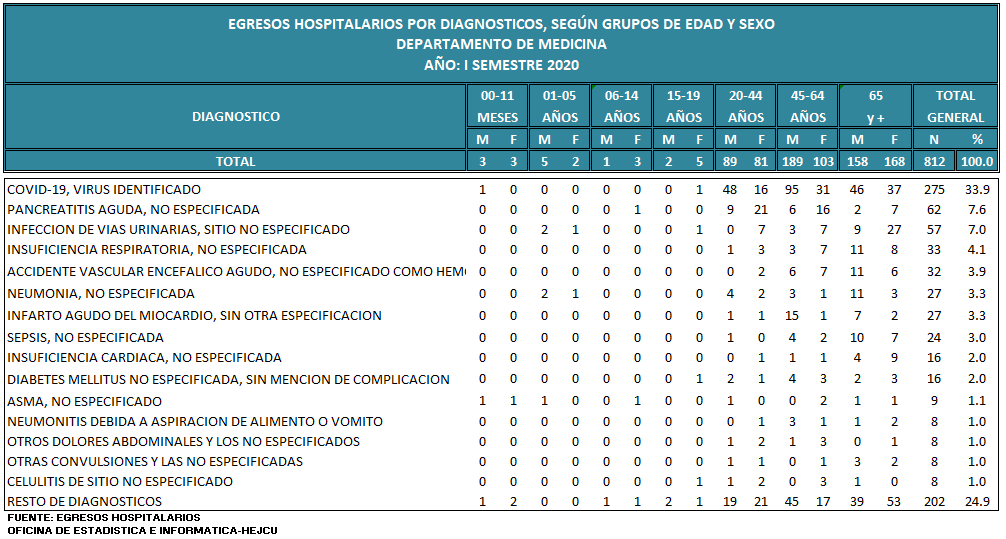 EGRESOS HOSPITALARIOS POR DIAGNOSTICOS, SEGÚN GRUPOS DE EDAD Y SEXO
DEPARTAMENTO DE MEDICINA
AÑO: I SEMESTRE 2020
DIAGNOSTICO 00-11 MESES 01-05 AÑOS 06-14 AÑOS 15-19 AÑOS 20-44 AÑOS 45-64 AÑOS 65 y + TOTAL GENERAL
M F M F M F M F M F M F M F N %
TOTAL 3 3 5 2 1 3 2 5 89 81 189 103 158 168 812 100.0
COVID-19, VIRUS IDENTIFICADO 1 0 0 0 0 0 0 1 48 16 95 31 46 37 275 33.9
PANCREATITIS AGUDA, NO ESPECIFICADA 0 0 0 0 0 1 0 0 9 21 6 16 2 7 62 7.6
INFECCION DE VIAS URINARIAS, SITIO NO ESPECIFICADO 0 0 2 1 0 0 0 1 0 7 3 7 9 27 57 7.0
INSUFICIENCIA RESPIRATORIA, NO ESPECIFICADA 0 0 0 0 0 0 0 0 1 3 3 7 11 8 33 4.1
ACCIDENTE VASCULAR ENCEFALICO AGUDO, NO ESPECIFICADO COMO HEMO 0 0 0 0 0 0 0 0 0 2 6 7 11 6 32 3.9
NEUMONIA, NO ESPECIFICADA 0 0 2 1 0 0 0 0 4 2 3 1 11 3 27 3.3
INFARTO AGUDO DEL MIOCARDIO, SIN OTRA ESPECIFICACION 0 0 0 0 0 0 0 0 1 1 15 1 7 2 27 3.3
SEPSIS, NO ESPECIFICADA 0 0 0 0 0 0 0 0 1 0 4 2 10 7 24 3.0
INSUFICIENCIA CARDIACA, NO ESPECIFICADA 0 0 0 0 0 0 0 0 0 1 1 1 4 9 16 2.0
DIABETES MELLITUS NO ESPECIFICADA, SIN MENCION DE COMPLICACION 0 0 0 0 0 0 0 1 2 1 4 3 2 3 16 2.0
ASMA, NO ESPECIFICADO 1 1 1 0 0 1 0 0 1 0 0 2 1 1 9 1.1
NEUMONITIS DEBIDA A ASPIRACION DE ALIMENTO O VOMITO 0 0 0 0 0 0 0 0 0 1 3 1 1 2 8 1.0
OTROS DOLORES ABDOMINALES Y LOS NO ESPECIFICADOS 0 0 0 0 0 0 0 0 1 2 1 3 0 1 8 1.0
OTRAS CONVULSIONES Y LAS NO ESPECIFICADAS 0 0 0 0 0 0 0 0 1 1 0 1 3 2 8 1.0
CELULITIS DE SITIO NO ESPECIFICADO 0 0 0 0 0 0 0 1 1 2 0 3 1 0 8 1.0
RESTO DE DIAGNOSTICOS 1 2 0 0 1 1 2 1 19 21 45 17 39 53 202 24.9
FUENTE: EGRESOS HOSPITALARIOS
OFICINA DE ESTADISTICA E INFORMATICA-HEJCU